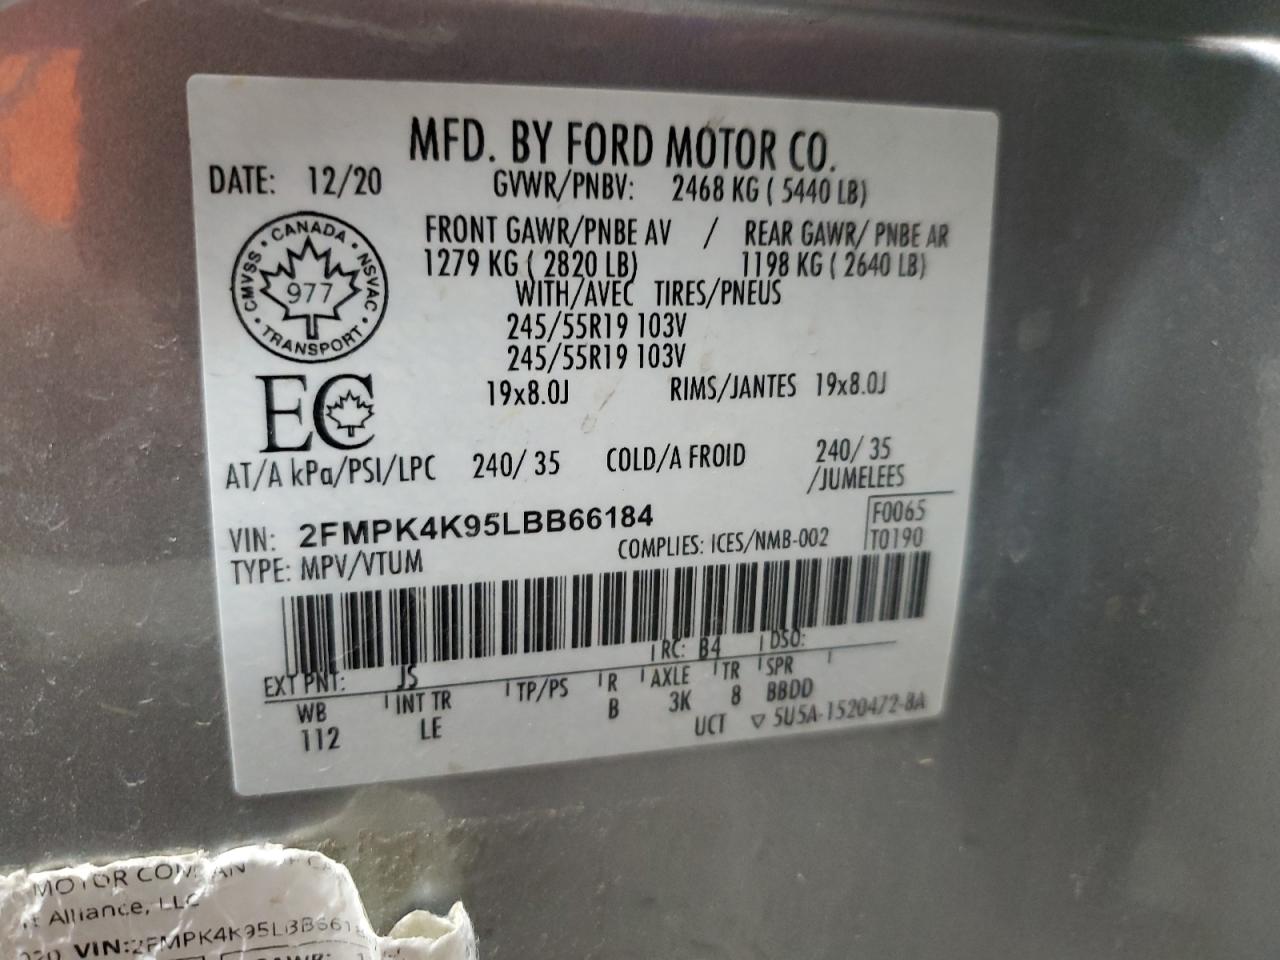 MFD. BY FORD MOTOR CO.
DATE: 12/20 GVWR/PNBV: 2468 KG ( 5440 LB)
FRONT GAWR/PNBE AV / REAR GAWR/ PNBE AR
1279 KG ( 2820 LB) 1198 KG ( 2640 LB)
WITH/AVEC TIRES/PNEUS
245/55R19 103V
245/55R19 103V
19x8.0J RIMS/JANTES 19x8.0J
CANADA
CMVSS NSVAC
977
TRANSPORT
EC
AT/A kPa/PSI/LPC 240/ 35 COLD/A FROID 240/ 35
/JUMELEES
VIN: 2FMPK4K95LBB66184 F0065
TYPE: MPV/VTUM COMPLIES: ICES/NMB-002 T0190
RC: B4 DSO:
EXT PNT: JS
WB INT TR TP/PS R AXLE TR SPR
112 LE B 3K 8 BBDD
UCT 5U5A-1520472-BA
MOTOR
Alliance, LLC
VIN:2FMPK4K95LBB6618